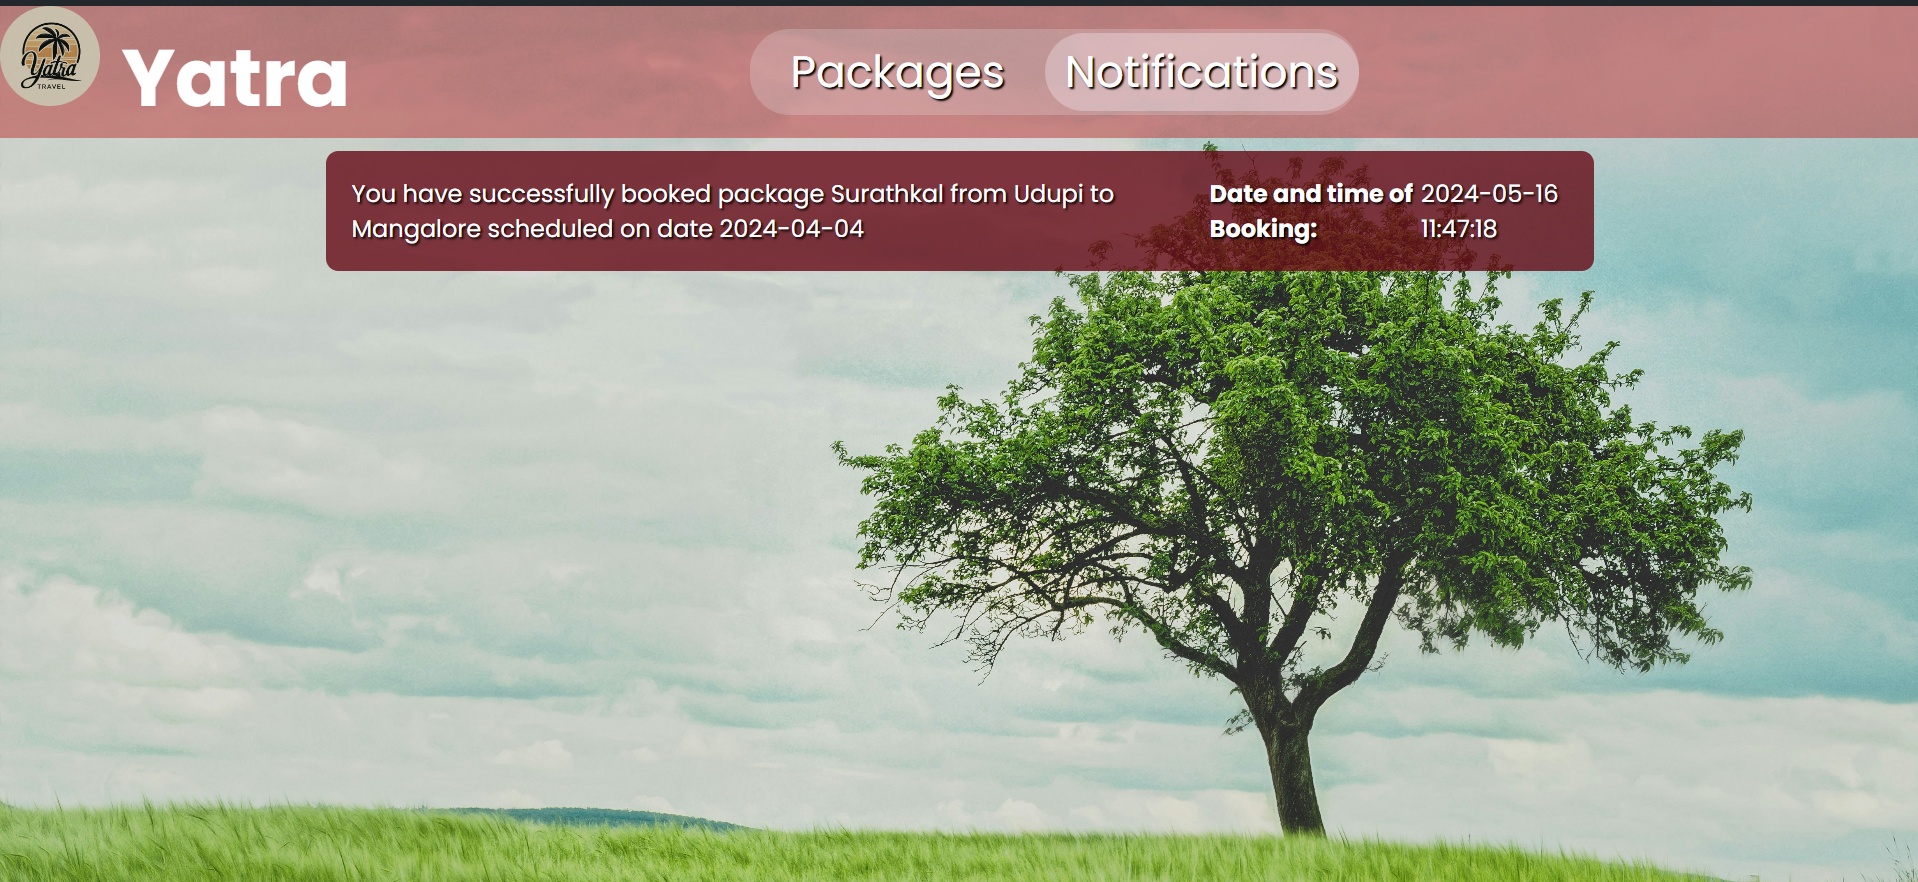 Yatra
TRAVEL
Yatra
Packages
Notifications
You have successfully booked package Surathkal from Udupi to
Mangalore scheduled on date 2024-04-04
Date and time of
Booking:
2024-05-16
11:47:18